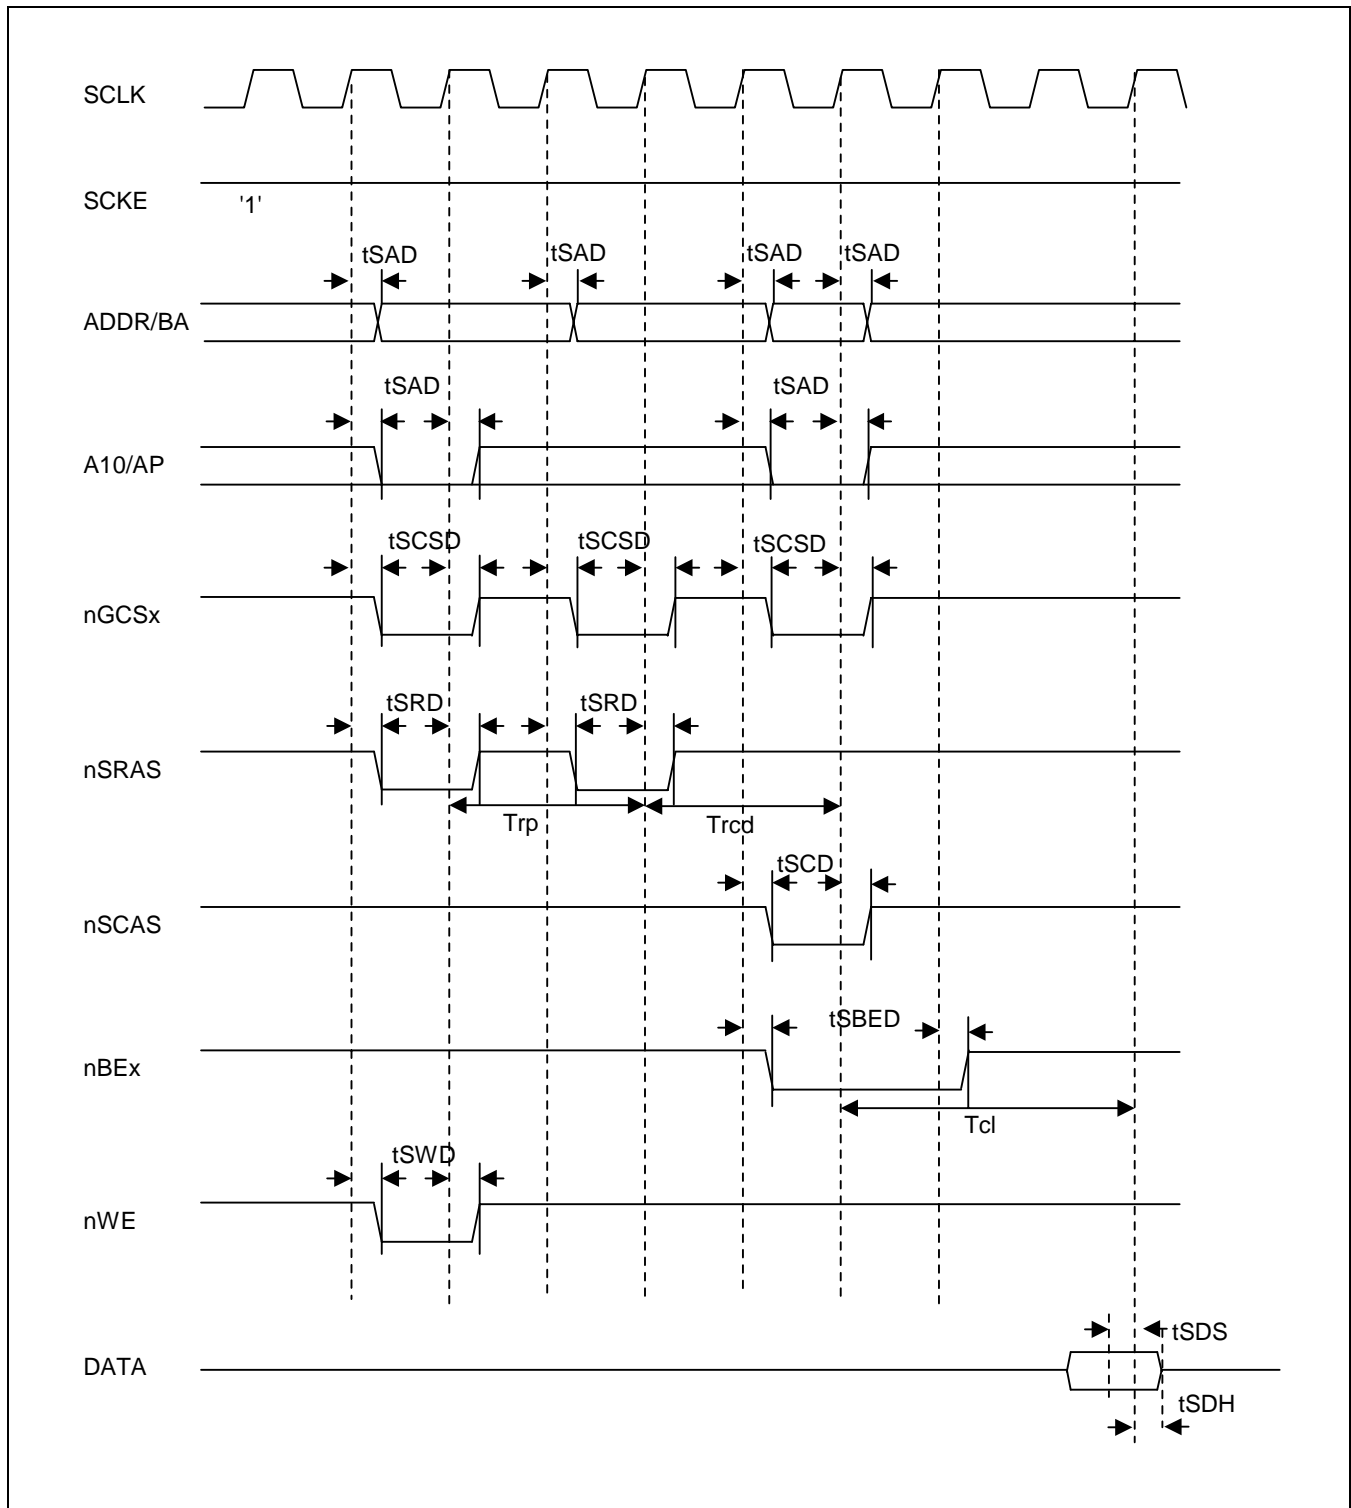 SCLK
SCKE
'1'
tSAD
tSAD
tSAD
tSAD
ADDR/BA
tSAD
tSAD
A10/AP
tSCSD
tSCSD
tSCSD
nGCSx
tSRD
tSRD
nSRAS
Trp
Trcd
tSCD
nSCAS
tSBED
nBEx
Tcl
tSWD
nWE
tSDS
DATA
tSDH